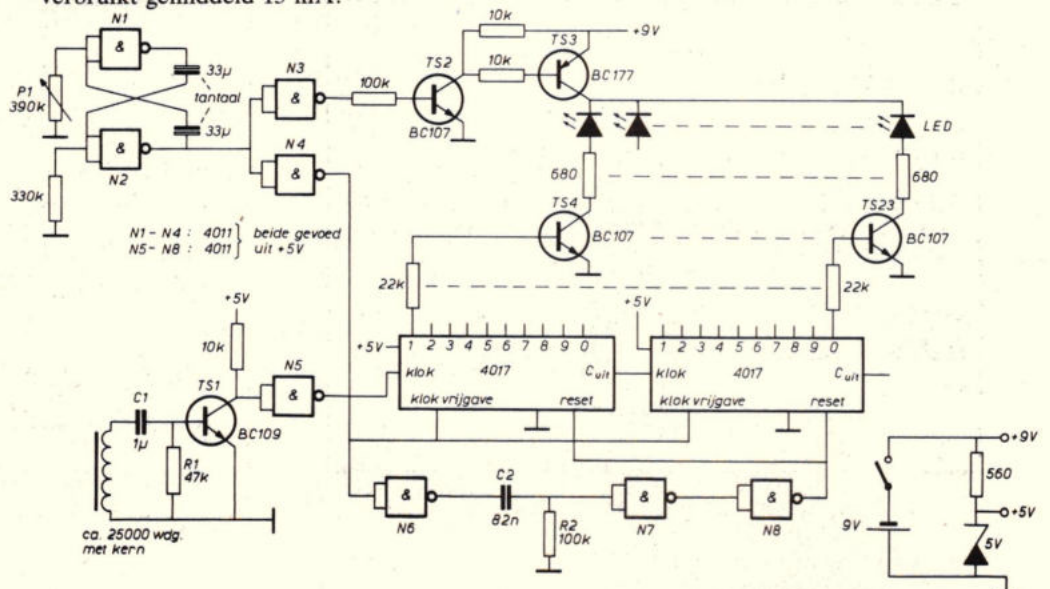 verbruikt gemiddeld 15 mA.
N1
&
P1
390k
33µ
tantaal
33µ
&
N2
330k
N3
&
N4
&
100k
TS2
BC107
10k
10k
+9V
TS3
BC177
LED
680
680
TS4
BC107
TS23
BC107
N1-N4 : 4011
N5-N8 : 4011
beide gevoed
uit +5V
22k
22k
+5V
+5V
1 2 3 4 5 6 7 8 9 0
klok 4017 Cuit
klok vrijgave reset
+5V
1 2 3 4 5 6 7 8 9 0
klok 4017 Cuit
klok vrijgave reset
10k
N5
&
TS1
BC109
C1
1µ
R1
47k
ca. 25000 wdg.
met kern
&
N6
C2
82n
R2
100k
&
N7
&
N8
+9V
560
+5V
9V
5V